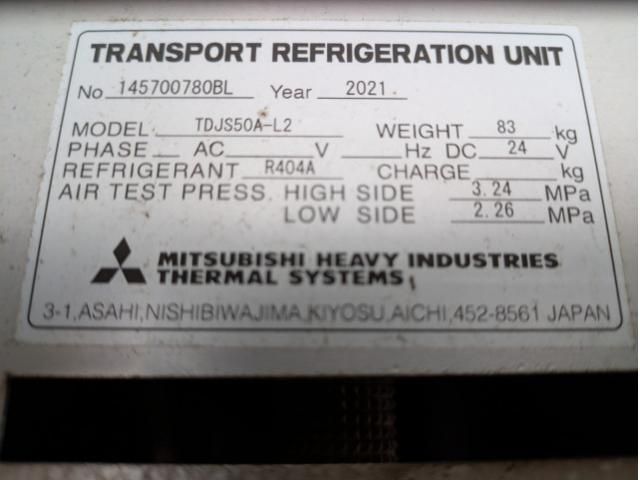 TRANSPORT REFRIGERATION UNIT
No 145700780BL Year 2021
MODEL TDJS50A-L2 WEIGHT 83 kg
PHASE AC V Hz DC 24 V
REFRIGERANT R404A CHARGE kg
AIR TEST PRESS. HIGH SIDE 3.24 MPa
LOW SIDE 2.26 MPa
MITSUBISHI HEAVY INDUSTRIES
THERMAL SYSTEMS
3-1,ASAHI,NISHIBIWAJIMA,KIYOSU,AICHI,452-8561 JAPAN